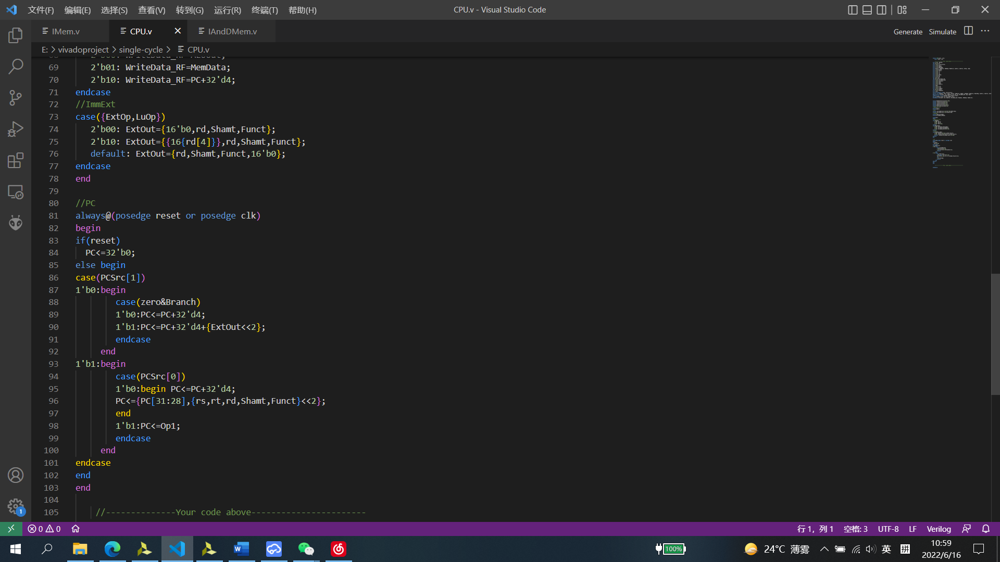 文件(F) 编辑(E) 选择(S) 查看(V) 转到(G) 运行(R) 终端(T) 帮助(H) CPU.v - Visual Studio Code
IMem.v CPU.v IAndDMem.v Generate Simulate
E: > vivadoproject > single-cycle > CPU.v
69 2'b01: WriteData_RF=MemData;
70 2'b10: WriteData_RF=PC+32'd4;
71 endcase
72 //ImmExt
73 case({ExtOp,LuOp})
74 2'b00: ExtOut={16'b0,rd,Shamt,Funct};
75 2'b10: ExtOut={{16{rd[4]}},rd,Shamt,Funct};
76 default: ExtOut={rd,Shamt,Funct,16'b0};
77 endcase
78 end
79
80 //PC
81 always@(posedge reset or posedge clk)
82 begin
83 if(reset)
84 PC<=32'b0;
85 else begin
86 case(PCSrc[1])
87 1'b0:begin
88 case(zero&Branch)
89 1'b0:PC<=PC+32'd4;
90 1'b1:PC<=PC+32'd4+{ExtOut<<2};
91 endcase
92 end
93 1'b1:begin
94 case(PCSrc[0])
95 1'b0:begin PC<=PC+32'd4;
96 PC<={PC[31:28],{rs,rt,rd,Shamt,Funct}<<2};
97 end
98 1'b1:PC<=Op1;
99 endcase
100 end
101 endcase
102 end
103 end
104
105 //--------------Your code above-----------------------
1
0 0 行 1，列 1 空格: 3 UTF-8 LF Verilog
100% 24°C 薄雾 英 拼 10:59
2022/6/16